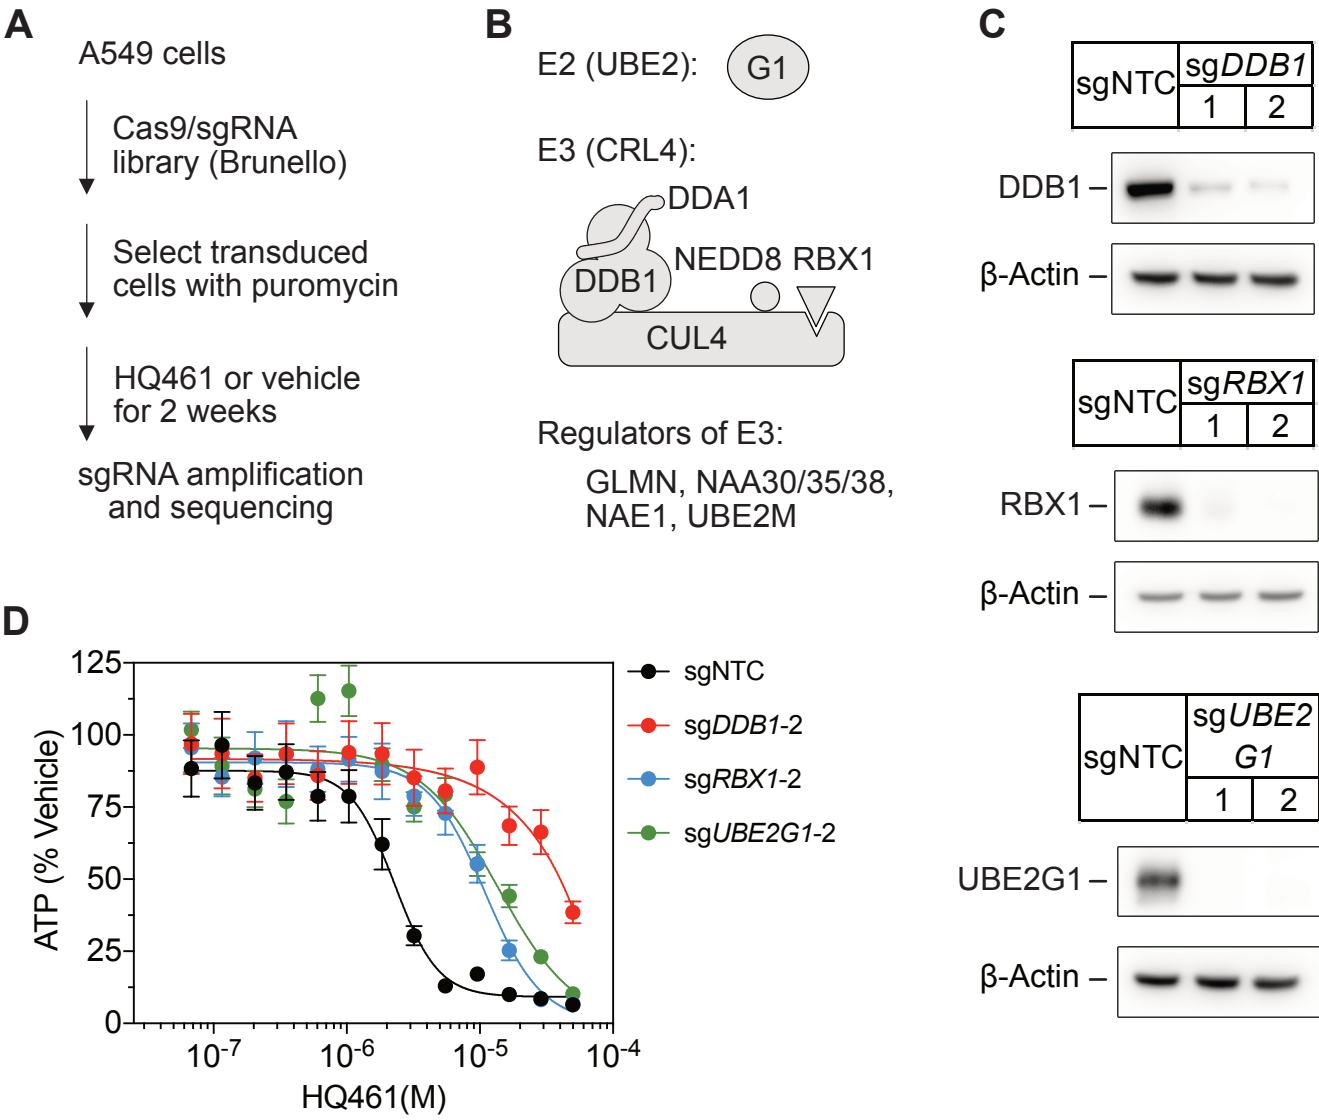 A
A549 cells
Cas9/sgRNA
library (Brunello)
Select transduced
cells with puromycin
HQ461 or vehicle
for 2 weeks
sgRNA amplification
and sequencing
B
E2 (UBE2):
G1
E3 (CRL4):
DDA1
NEDD8 RBX1
DDB1
CUL4
Regulators of E3:
GLMN, NAA30/35/38,
NAE1, UBE2M
C
sgNTC
sgDDB1
1 2
DDB1
β-Actin
sgNTC
sgRBX1
1 2
RBX1
β-Actin
sgNTC
sgUBE2
G1
1 2
UBE2G1
β-Actin
D
ATP (% Vehicle)
125
100
75
50
25
0
10-7 10-6 10-5 10-4
HQ461(M)
sgNTC
sgDDB1-2
sgRBX1-2
sgUBE2G1-2